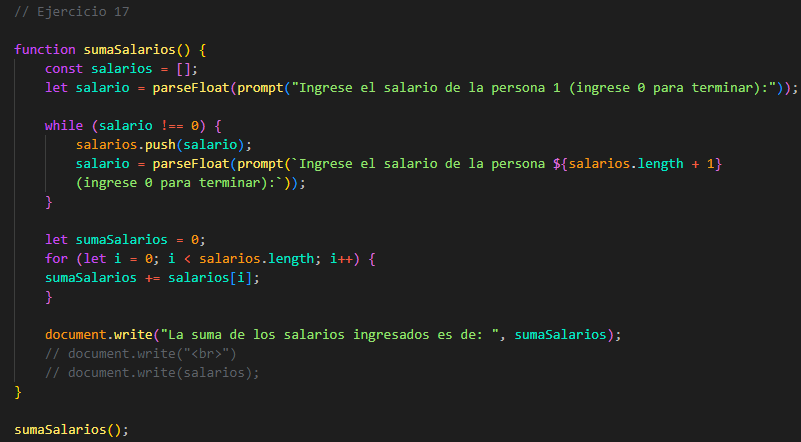 // Ejercicio 17
function sumaSalarios() {
const salarios = [];
let salario = parseFloat(prompt("Ingrese el salario de la persona 1 (ingrese 0 para terminar):"));
while (salario !== 0) {
salarios.push(salario);
salario = parseFloat(prompt(`Ingrese el salario de la persona ${salarios.length + 1}
(ingrese 0 para terminar):`));
}
let sumaSalarios = 0;
for (let i = 0; i < salarios.length; i++) {
sumaSalarios += salarios[i];
}
document.write("La suma de los salarios ingresados es de: ", sumaSalarios);
// document.write("<br>")
// document.write(salarios);
}
sumaSalarios();